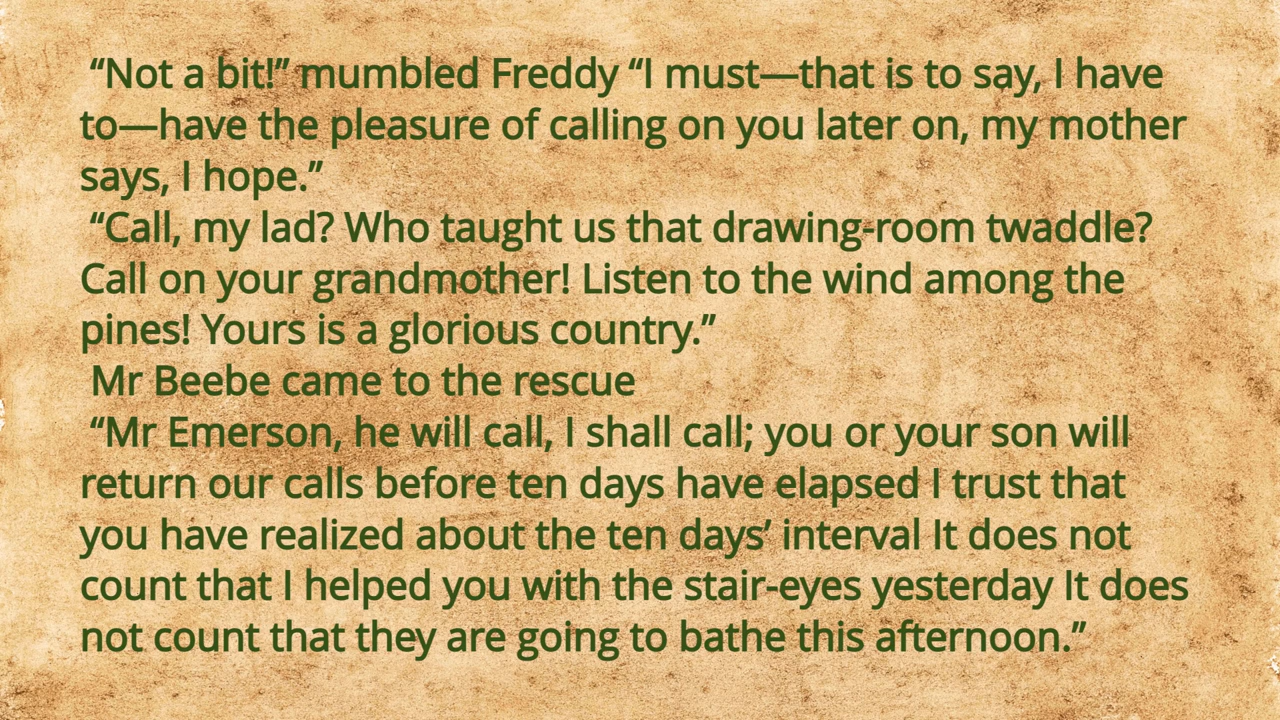 “Not a bit!” mumbled Freddy “I must—that is to say, I have
to—have the pleasure of calling on you later on, my mother
says, I hope.”
“Call, my lad? Who taught us that drawing-room twaddle?
Call on your grandmother! Listen to the wind among the
pines! Yours is a glorious country.”
Mr Beebe came to the rescue
“Mr Emerson, he will call, I shall call; you or your son will
return our calls before ten days have elapsed I trust that
you have realized about the ten days’ interval It does not
count that I helped you with the stair-eyes yesterday It does
not count that they are going to bathe this afternoon.”